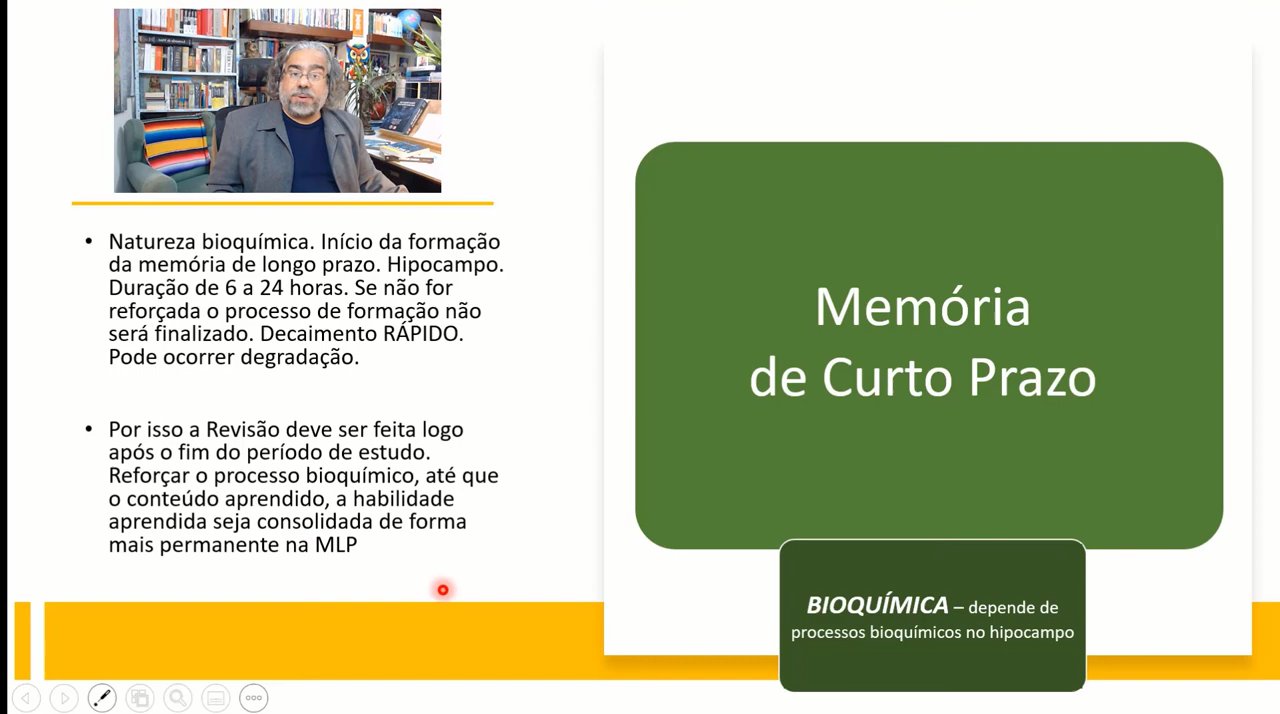 Natureza bioquímica. Início da formação
da memória de longo prazo. Hipocampo.
Duração de 6 a 24 horas. Se não for
reforçada o processo de formação não
será finalizado. Decaimento RÁPIDO.
Pode ocorrer degradação.
Por isso a Revisão deve ser feita logo
após o fim do período de estudo.
Reforçar o processo bioquímico, até que
o conteúdo aprendido, a habilidade
aprendida seja consolidada de forma
mais permanente na MLP
Memória
de Curto Prazo
BIOQUÍMICA – depende de
processos bioquímicos no hipocampo